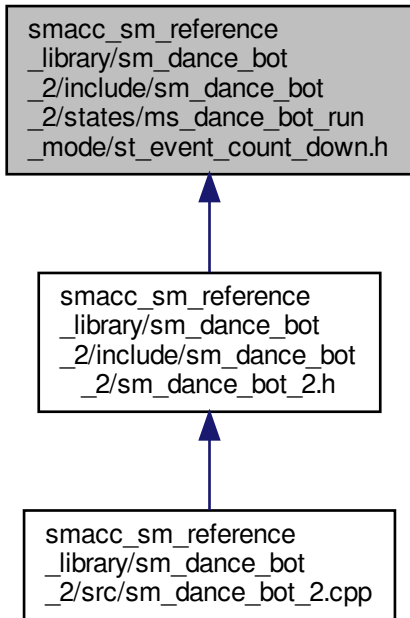 smacc_sm_reference
_library/sm_dance_bot
_2/include/sm_dance_bot
_2/states/ms_dance_bot_run
_mode/st_event_count_down.h
smacc_sm_reference
_library/sm_dance_bot
_2/include/sm_dance_bot
_2/sm_dance_bot_2.h
smacc_sm_reference
_library/sm_dance_bot
_2/src/sm_dance_bot_2.cpp